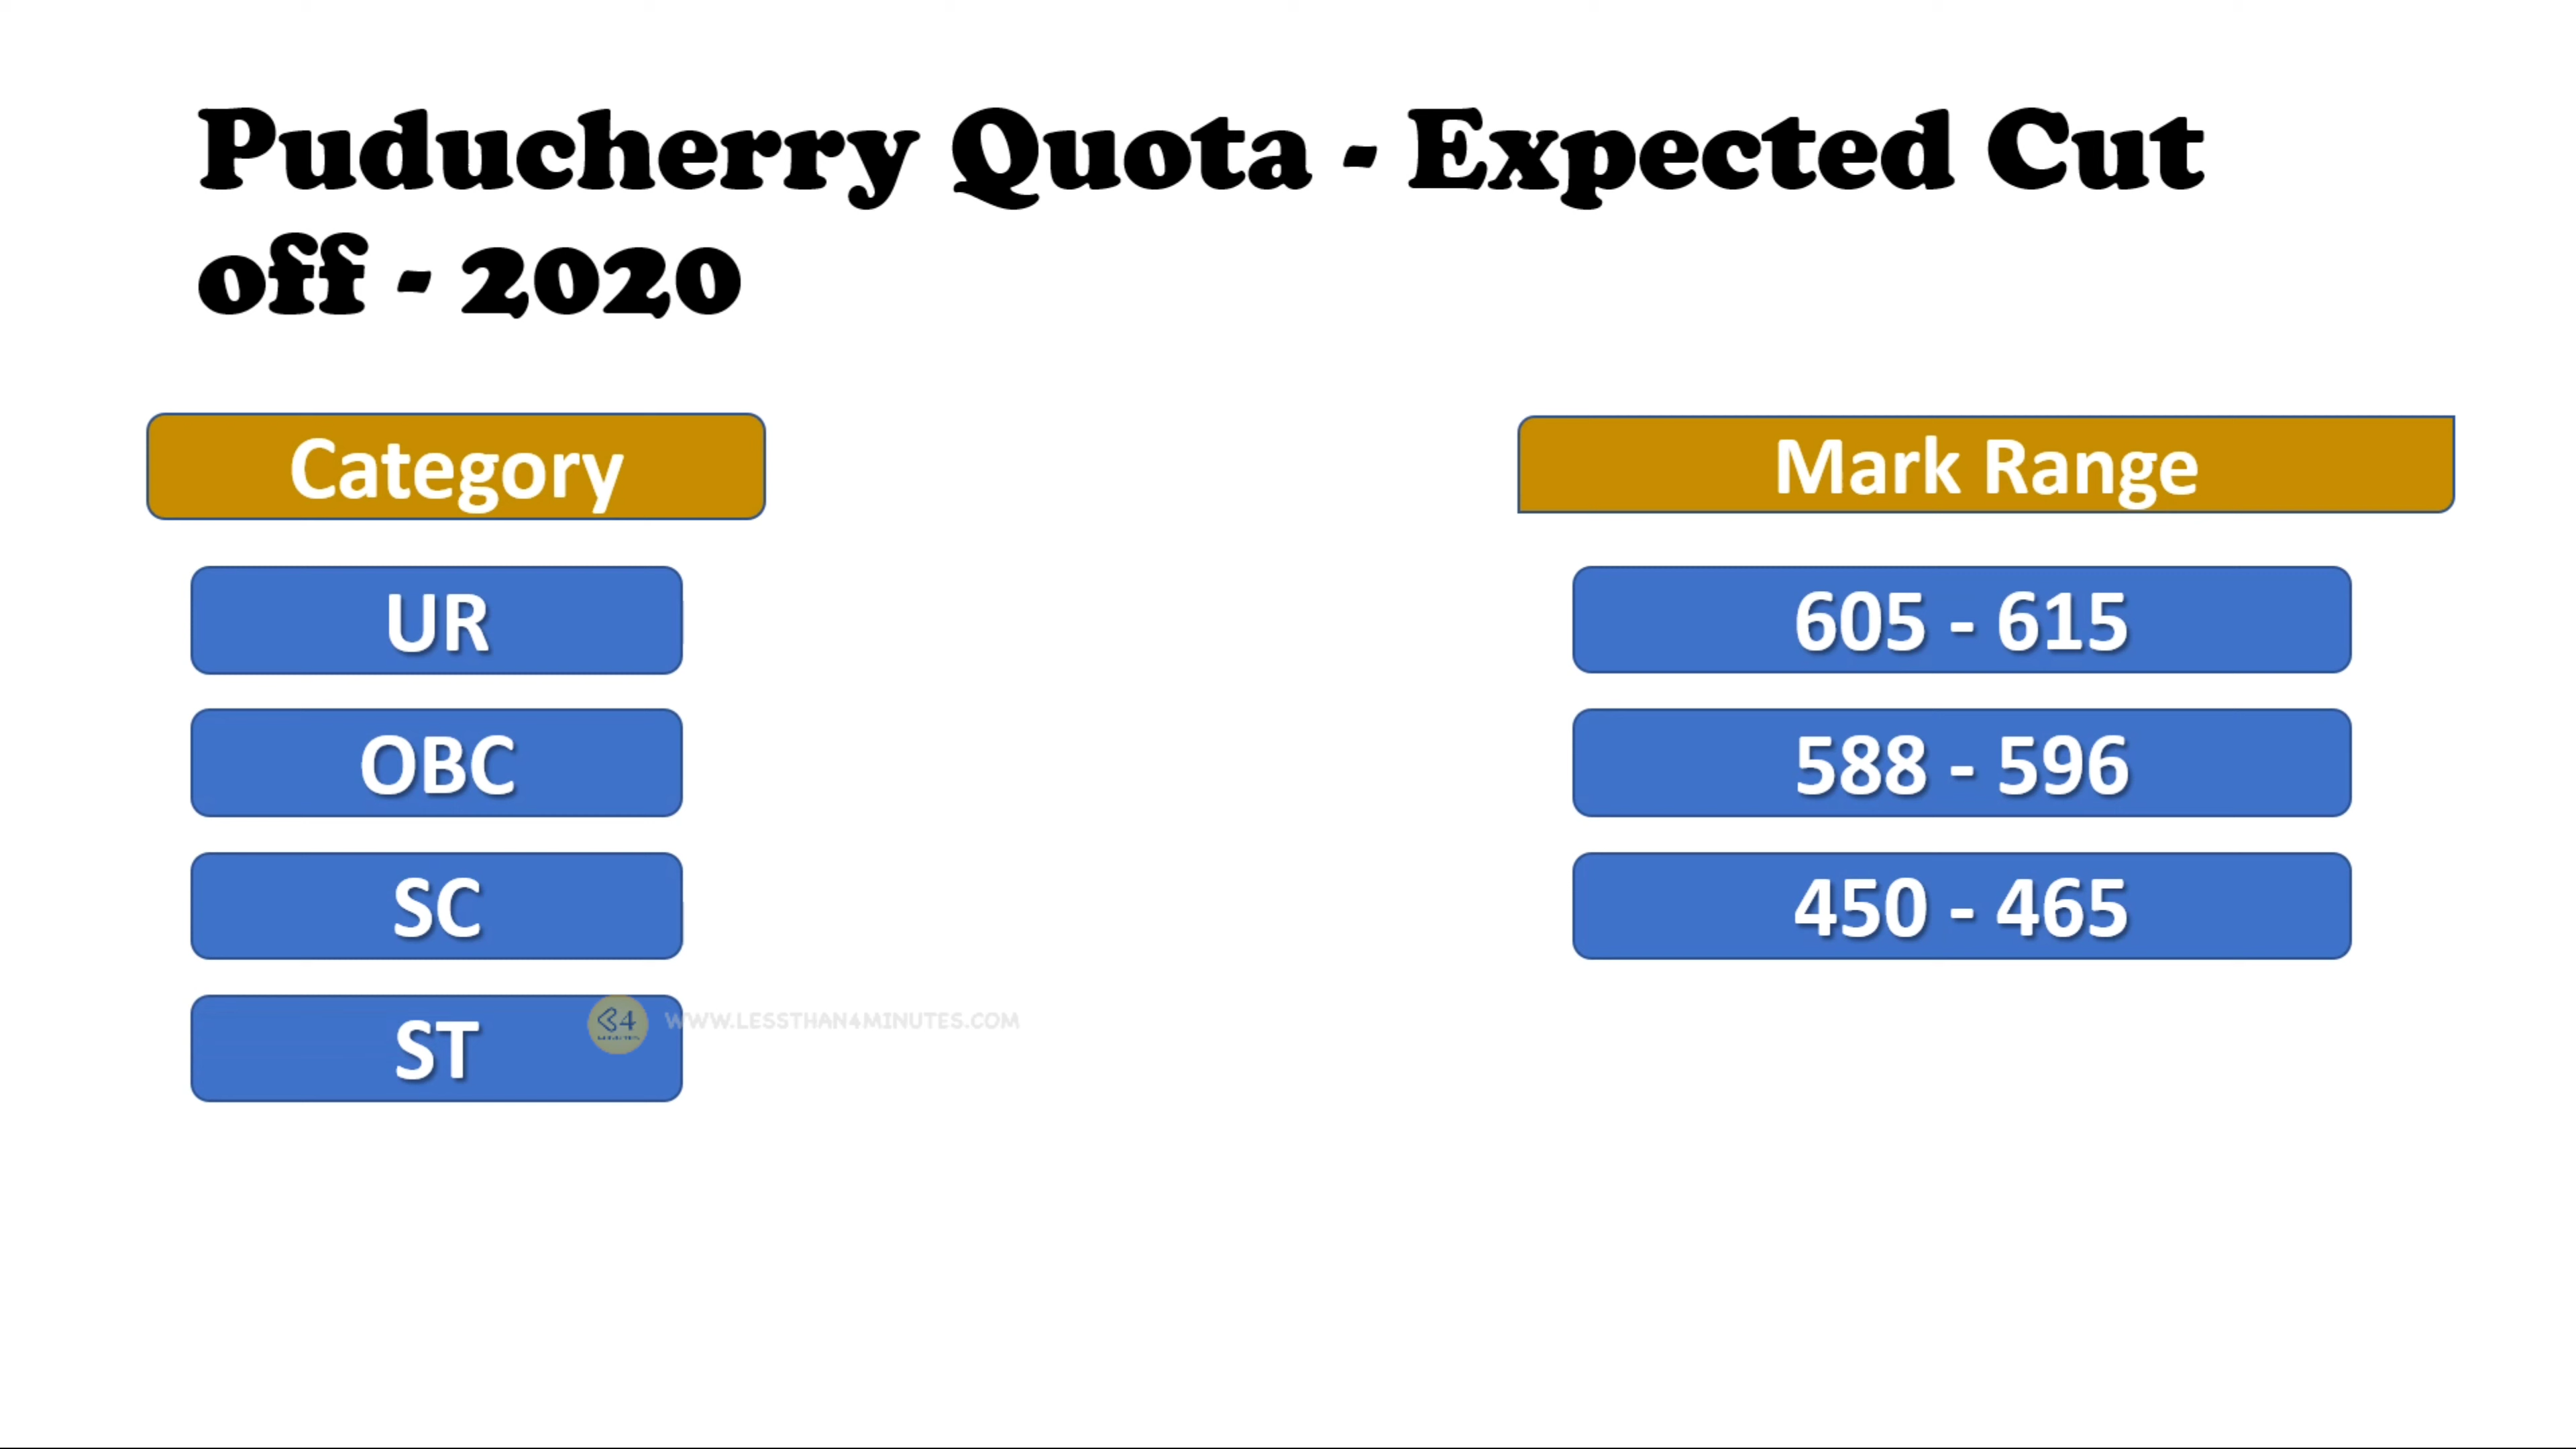 Puducherry Quota - Expected Cut
off - 2020
Category
Mark Range
UR
605 - 615
OBC
588 - 596
SC
450 - 465
ST
WWW.LESSTHAN4MINUTES.COM